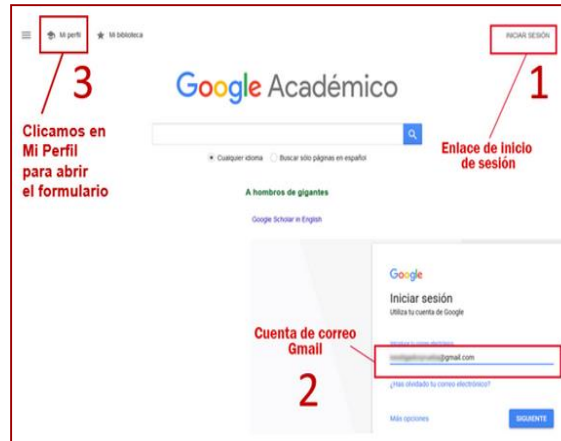 Mi perfil
Mi biblioteca
INICIAR SESIÓN
3
1
Google Académico
Clicamos en
Mi Perfil
para abrir
el formulario
Enlace de inicio
de sesión
Cualquier idioma
Buscar sólo páginas en español
A hombros de gigantes
Google Scholar in English
Google
Iniciar sesión
Utiliza tu cuenta de Google
Cuenta de correo
Gmail
2
@gmail.com
¿Has olvidado tu correo electrónico?
Más opciones
SIGUIENTE